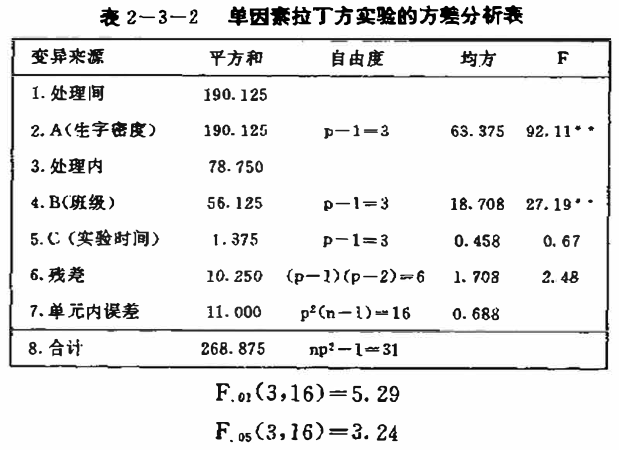 表 2—3—2 单因素拉丁方实验的方差分析表
变异来源 平方和 自由度 均方 F
1.处理间 190.125
2.A(生字密度) 190.125 p-1=3 63.375 92.11**
3.处理内 78.750
4.B(班级) 56.125 p-1=3 18.708 27.19**
5.C(实验时间) 1.375 p-1=3 0.458 0.67
6.残差 10.250 (p-1)(p-2)=6 1.708 2.48
7.单元内误差 11.000 p²(n-1)=16 0.688
8.合计 268.875 np²-1=31
F.01(3,16)=5.29
F.05(3,16)=3.24